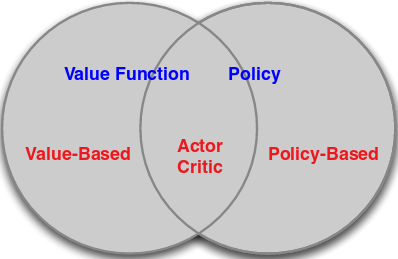 Value Function
Policy
Value-Based
Actor
Critic
Policy-Based